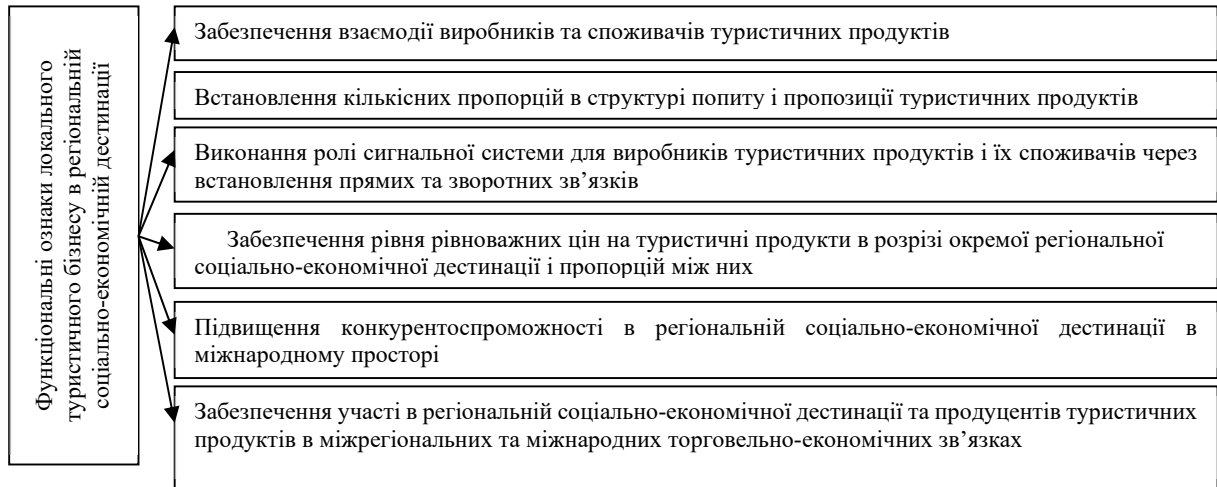 Функціональні ознаки локального
туристичного бізнесу в регіональній
соціально-економічній дестинації
Забезпечення взаємодії виробників та споживачів туристичних продуктів
Встановлення кількісних пропорцій в структурі попиту і пропозиції туристичних продуктів
Виконання ролі сигнальної системи для виробників туристичних продуктів і їх споживачів через
встановлення прямих та зворотних зв’язків
Забезпечення рівня рівноважних цін на туристичні продукти в розрізі окремої регіональної
соціально-економічної дестинації і пропорцій між них
Підвищення конкурентоспроможності в регіональній соціально-економічної дестинації в
міжнародному просторі
Забезпечення участі в регіональній соціально-економічної дестинації та продуцентів туристичних
продуктів в міжрегіональних та міжнародних торговельно-економічних зв’язках